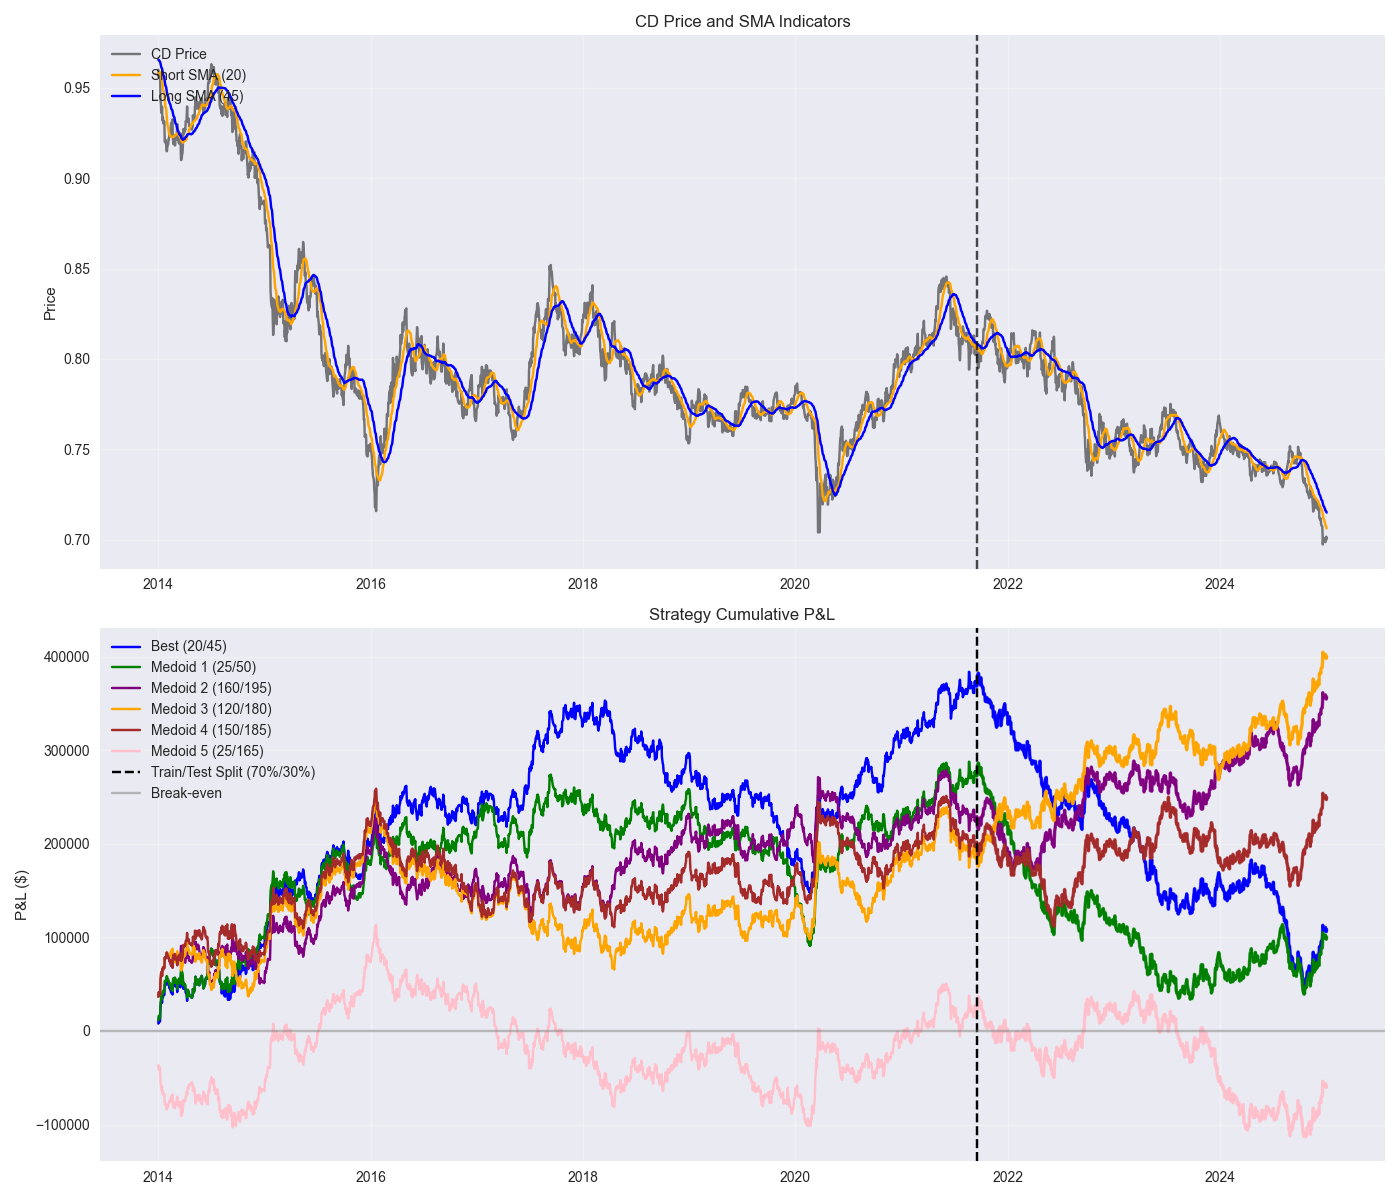 CD Price and SMA Indicators
CD Price
Short SMA (20)
Long SMA (45)
Price
0.95
0.90
0.85
0.80
0.75
0.70
2014 2016 2018 2020 2022 2024
Strategy Cumulative P&L
Best (20/45)
Medoid 1 (25/50)
Medoid 2 (160/195)
Medoid 3 (120/180)
Medoid 4 (150/185)
Medoid 5 (25/165)
Train/Test Split (70%/30%)
Break-even
P&L ($)
400000
300000
200000
100000
0
−100000
2014 2016 2018 2020 2022 2024